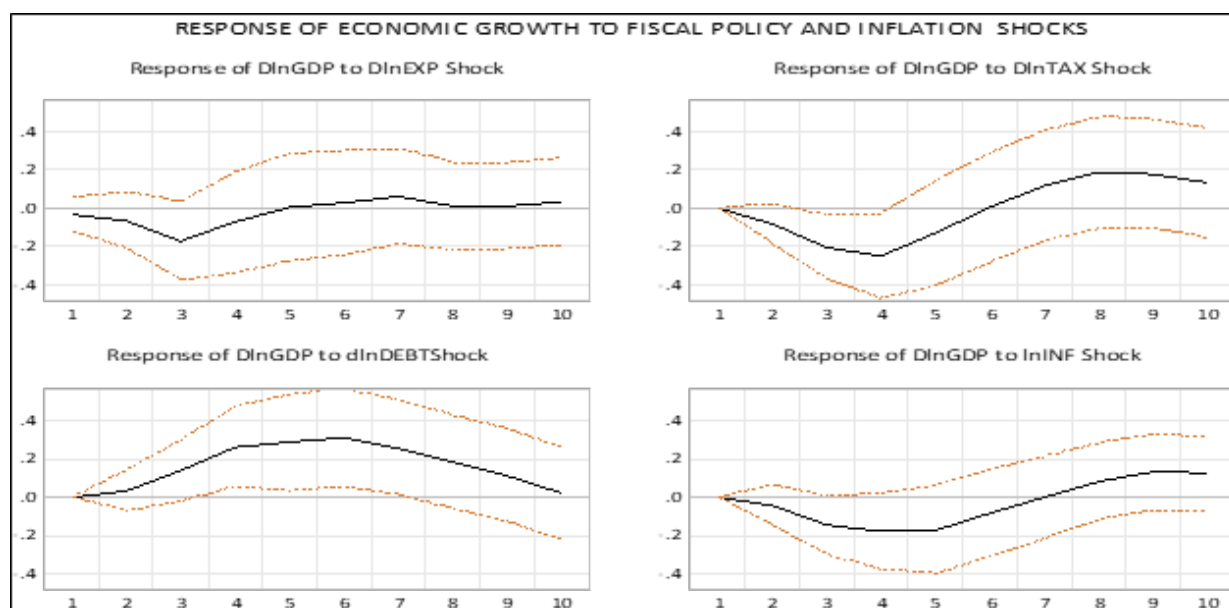 RESPONSE OF ECONOMIC GROWTH TO FISCAL POLICY AND INFLATION SHOCKS
Response of DlnGDP to DlnEXP Shock
Response of DlnGDP to DlnTAX Shock
.4
.2
.0
-.2
-.4
1 2 3 4 5 6 7 8 9 10
.4
.2
.0
-.2
-.4
1 2 3 4 5 6 7 8 9 10
Response of DlnGDP to dlnDEBTShock
Response of DlnGDP to lnINF Shock
.4
.2
.0
-.2
-.4
1 2 3 4 5 6 7 8 9 10
.4
.2
.0
-.2
-.4
1 2 3 4 5 6 7 8 9 10